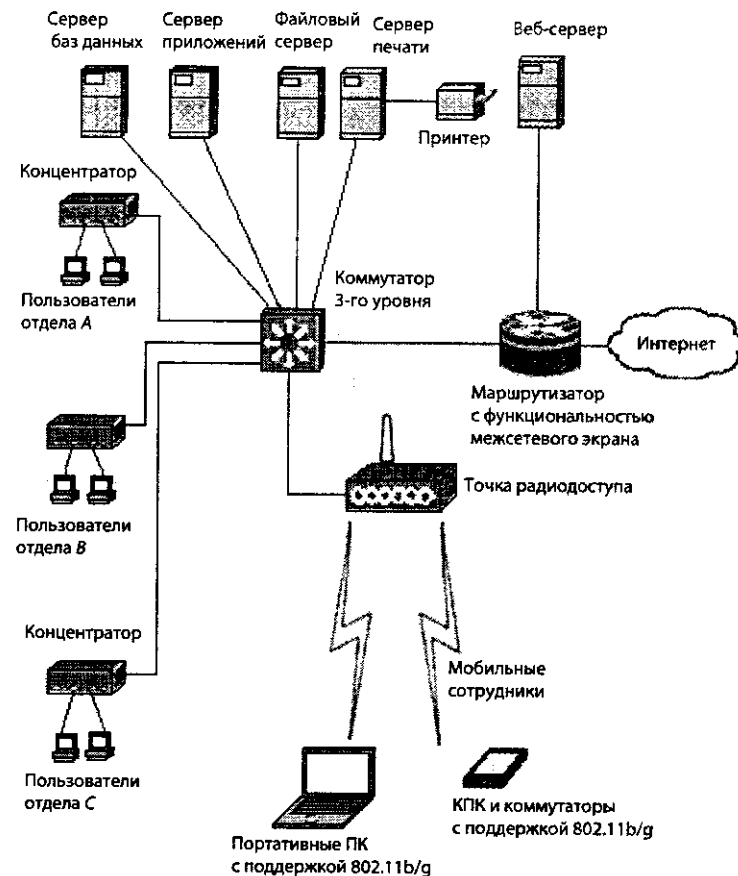 Сервер
баз данных
Сервер
приложений
Файловый
сервер
Сервер
печати
Веб-сервер
Принтер
Концентратор
Пользователи
отдела A
Коммутатор
3-го уровня
Интернет
Маршрутизатор
с функциональностью
межсетевого экрана
Точка радиодоступа
Пользователи
отдела B
Концентратор
Мобильные
сотрудники
Пользователи
отдела C
КПК и коммутаторы
с поддержкой 802.11b/g
Портативные ПК
с поддержкой 802.11b/g